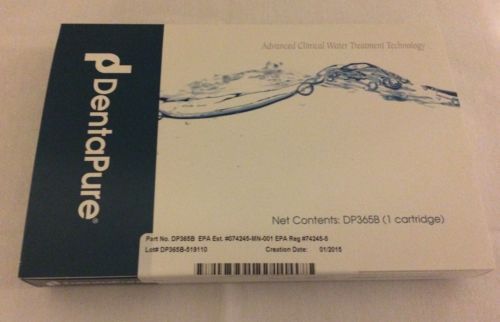 DentaPure®
Advanced Clinical Water Treatment Technology
Net Contents: DP365B (1 cartridge)
Part No. DP365B EPA Est. #074245-MN-001 EPA Reg #74245-5
Lot# DP365B-519110 Creation Date: 01/2015